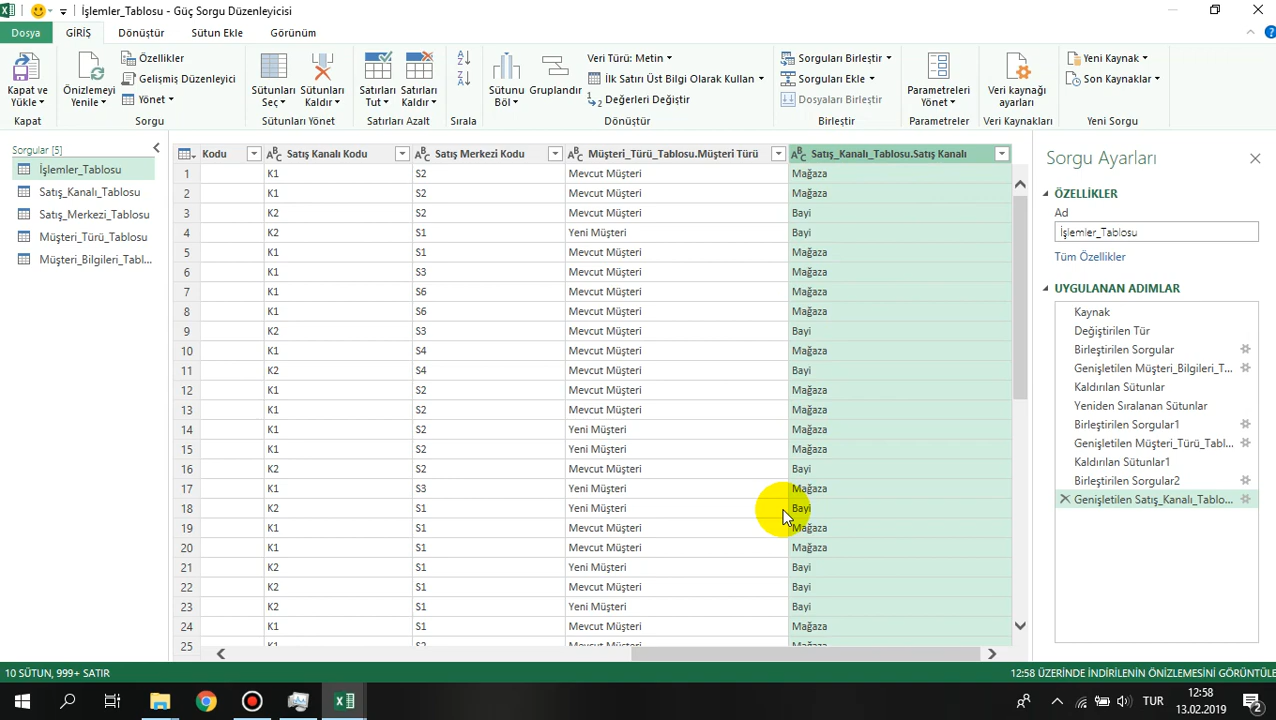 İşlemler_Tablosu - Güç Sorgu Düzenleyicisi
Dosya GİRİŞ Dönüştür Sütun Ekle Görünüm
Kapat ve Yükle
Kapat
Önizlemeyi Yenile
Özellikler
Gelişmiş Düzenleyici
Yönet
Sorgu
Sütunları Seç
Sütunları Kaldır
Sütunları Yönet
Satırları Tut
Satırları Kaldır
Satırları Azalt
Sırala
Sütunu Böl
Gruplandır
Veri Türü: Metin
İlk Satırı Üst Bilgi Olarak Kullan
Değerleri Değiştir
Dönüştür
Sorguları Birleştir
Sorguları Ekle
Dosyaları Birleştir
Birleştir
Parametreleri Yönet
Parametreler
Veri kaynağı ayarları
Veri Kaynakları
Yeni Kaynak
Son Kaynaklar
Yeni Sorgu
Sorgular [5]
İşlemler_Tablosu
Satış_Kanalı_Tablosu
Satış_Merkezi_Tablosu
Müşteri_Türü_Tablosu
Müşteri_Bilgileri_Tabl...
Kodu Satış Kanalı Kodu Satış Merkezi Kodu Müşteri_Türü_Tablosu.Müşteri Türü Satış_Kanalı_Tablosu.Satış Kanalı
1 K1 S2 Mevcut Müşteri Mağaza
2 K1 S2 Mevcut Müşteri Mağaza
3 K2 S2 Mevcut Müşteri Bayi
4 K2 S1 Yeni Müşteri Bayi
5 K1 S1 Mevcut Müşteri Mağaza
6 K1 S3 Mevcut Müşteri Mağaza
7 K1 S6 Mevcut Müşteri Mağaza
8 K1 S6 Mevcut Müşteri Mağaza
9 K2 S3 Mevcut Müşteri Bayi
10 K1 S4 Mevcut Müşteri Mağaza
11 K2 S4 Mevcut Müşteri Bayi
12 K1 S2 Mevcut Müşteri Mağaza
13 K1 S2 Mevcut Müşteri Mağaza
14 K1 S2 Yeni Müşteri Mağaza
15 K1 S2 Yeni Müşteri Mağaza
16 K2 S2 Mevcut Müşteri Bayi
17 K1 S3 Yeni Müşteri Mağaza
18 K2 S1 Yeni Müşteri Bayi
19 K1 S1 Mevcut Müşteri Mağaza
20 K1 S1 Mevcut Müşteri Mağaza
21 K2 S1 Yeni Müşteri Bayi
22 K2 S1 Mevcut Müşteri Bayi
23 K2 S1 Yeni Müşteri Bayi
24 K1 S1 Mevcut Müşteri Mağaza
25 K1 S2 Mevcut Müşteri Mağaza
Sorgu Ayarları
ÖZELLİKLER
Ad
İşlemler_Tablosu
Tüm Özellikler
UYGULANAN ADIMLAR
Kaynak
Değiştirilen Tür
Birleştirilen Sorgular
Genişletilen Müşteri_Bilgileri_T...
Kaldırılan Sütunlar
Yeniden Sıralanan Sütunlar
Birleştirilen Sorgular1
Genişletilen Müşteri_Türü_Tabl...
Kaldırılan Sütunlar1
Birleştirilen Sorgular2
Genişletilen Satış_Kanalı_Tablo...
10 SÜTUN, 999+ SATIR
12:58 ÜZERİNDE İNDİRİLENİN ÖNİZLEMESİ GÖRÜNTÜLE
TUR
12:58
13.02.2019
2